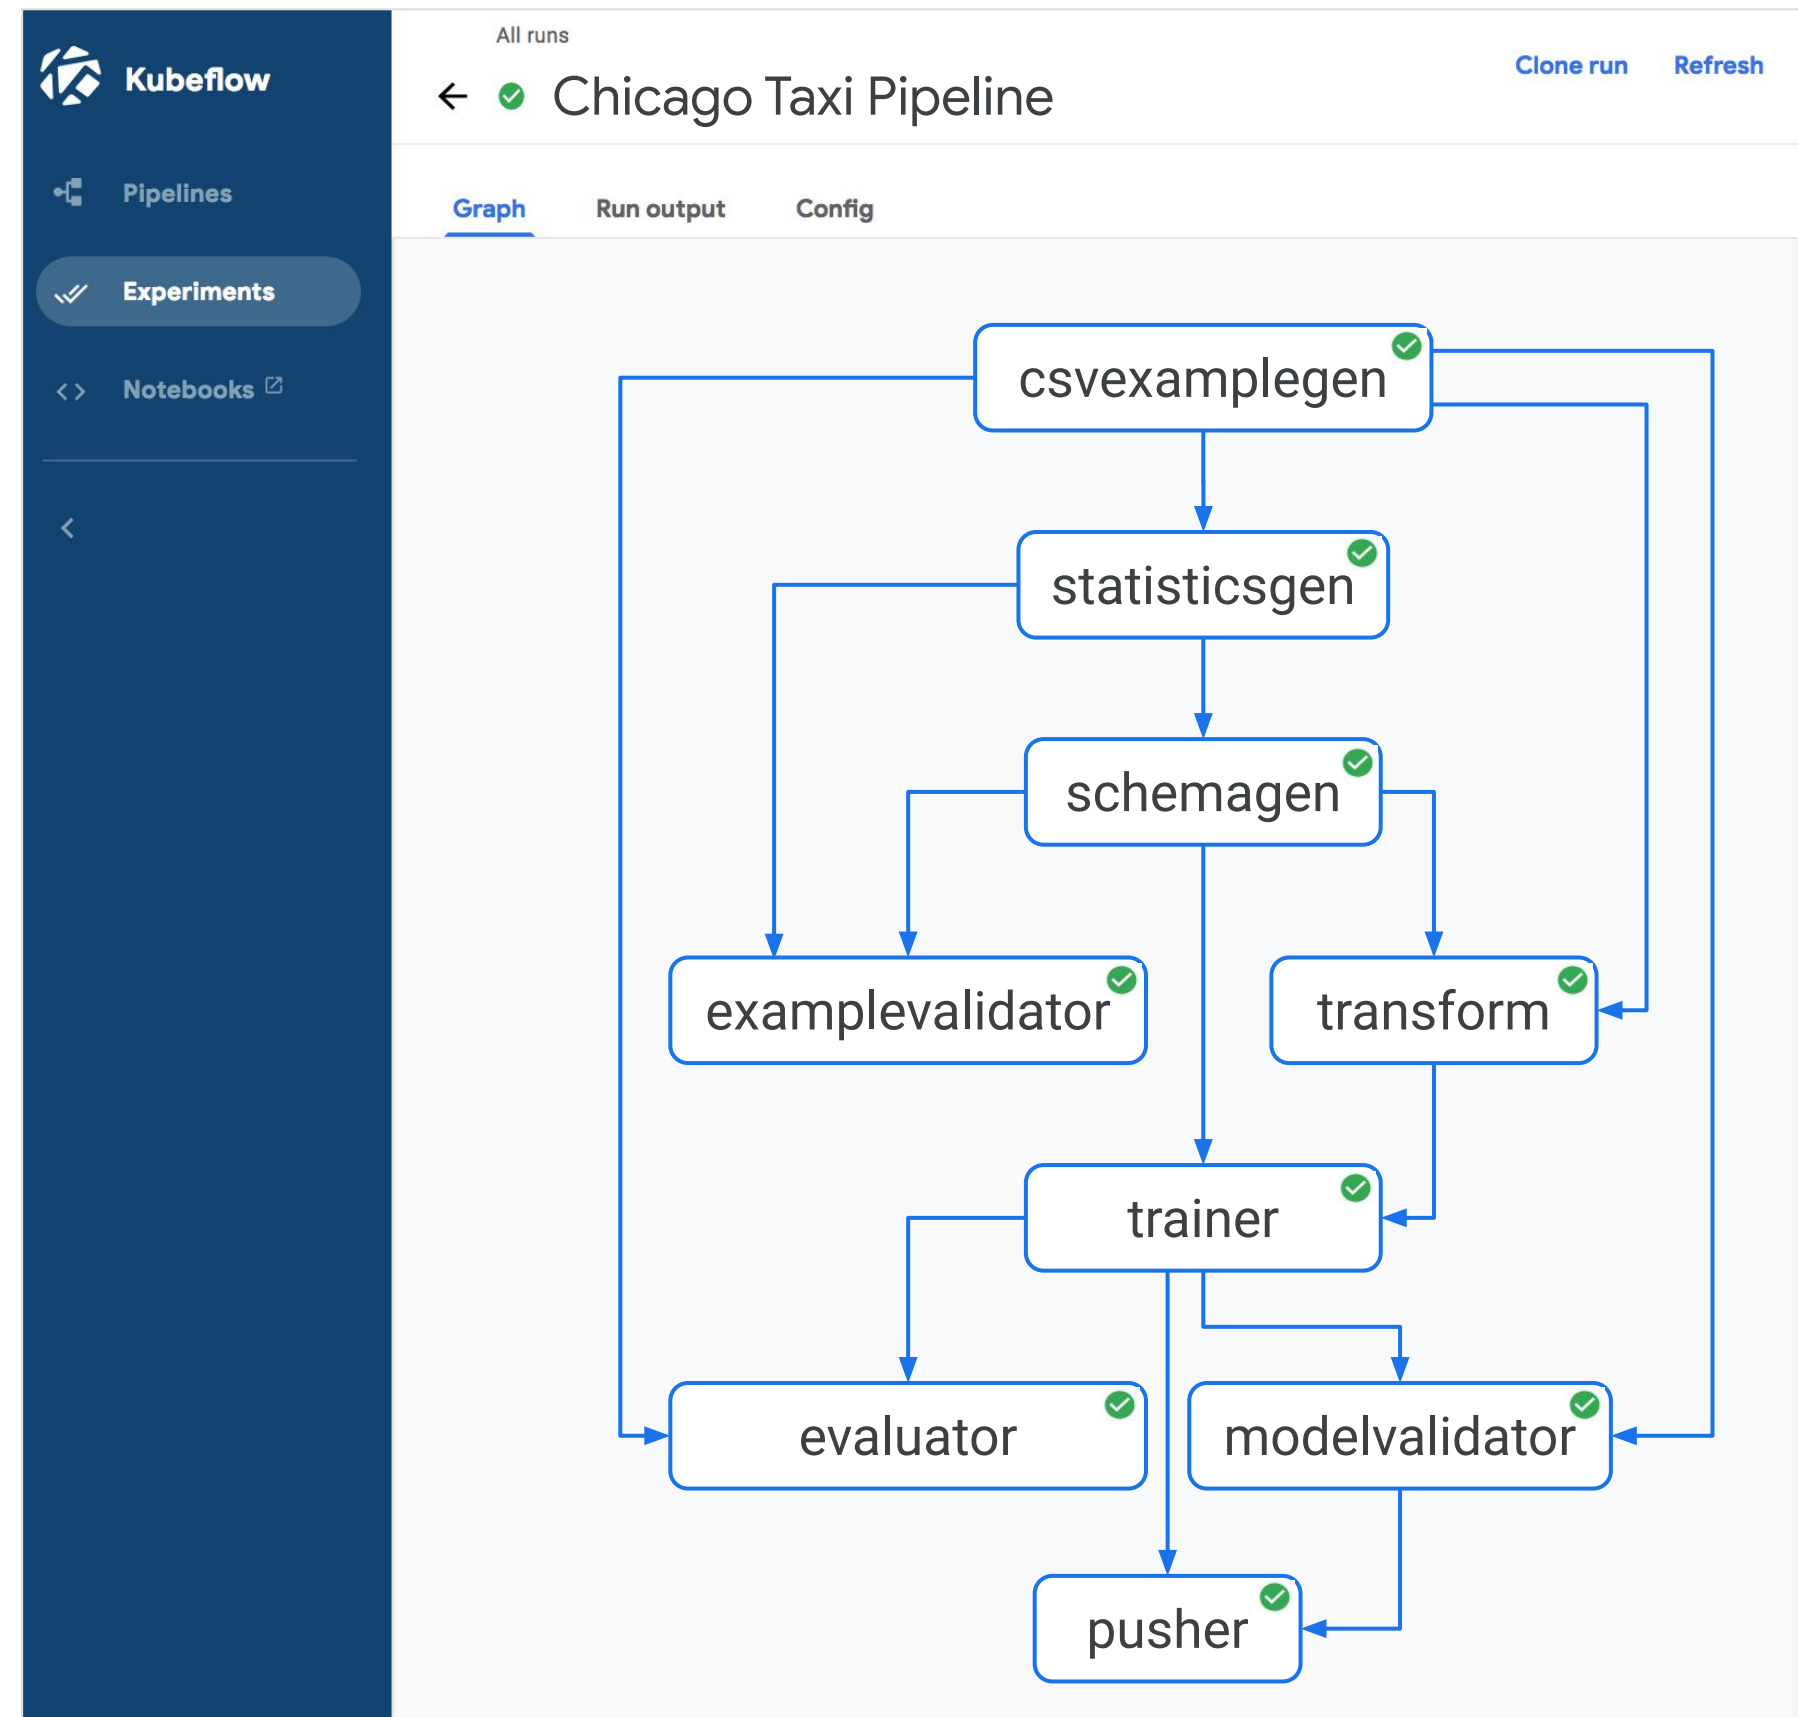 Kubeflow
Pipelines
Experiments
Notebooks
All runs
Chicago Taxi Pipeline
Clone run Refresh
Graph Run output Config
csvexamplegen
statisticsgen
schemagen
examplevalidator transform
trainer
evaluator modelvalidator
pusher